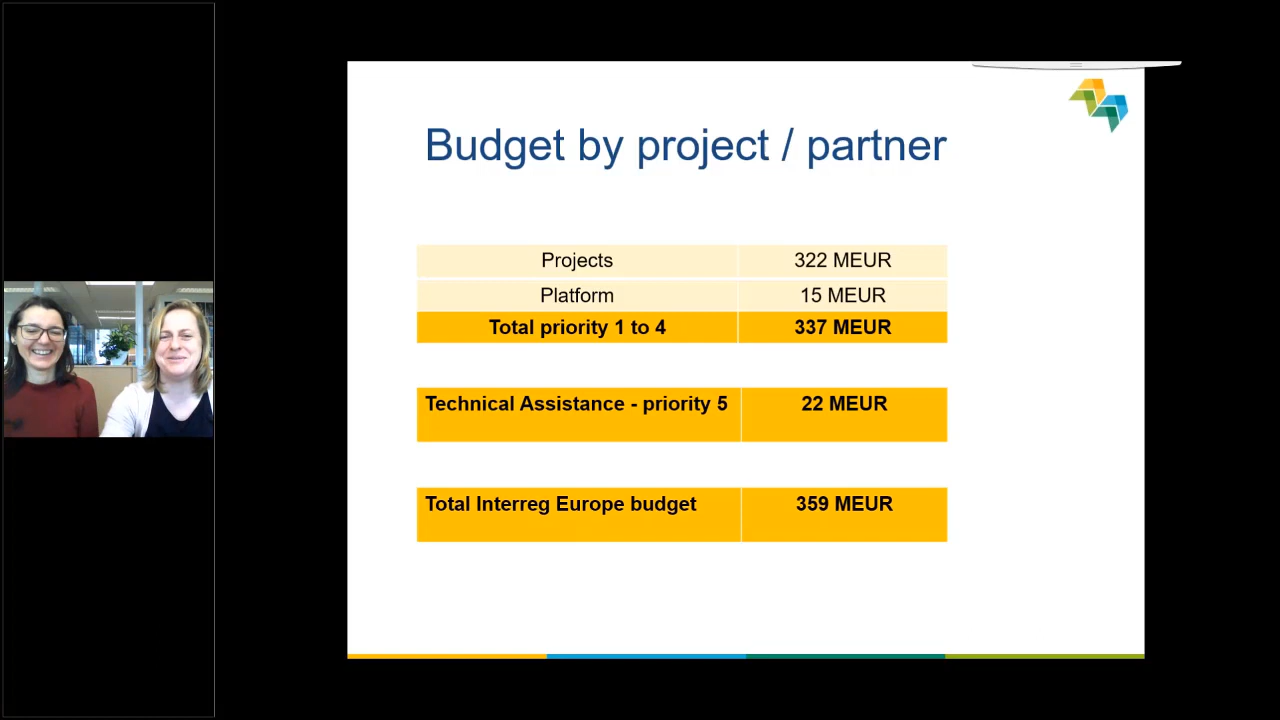 Budget by project / partner
Projects 322 MEUR
Platform 15 MEUR
Total priority 1 to 4 337 MEUR
Technical Assistance - priority 5 22 MEUR
Total Interreg Europe budget 359 MEUR